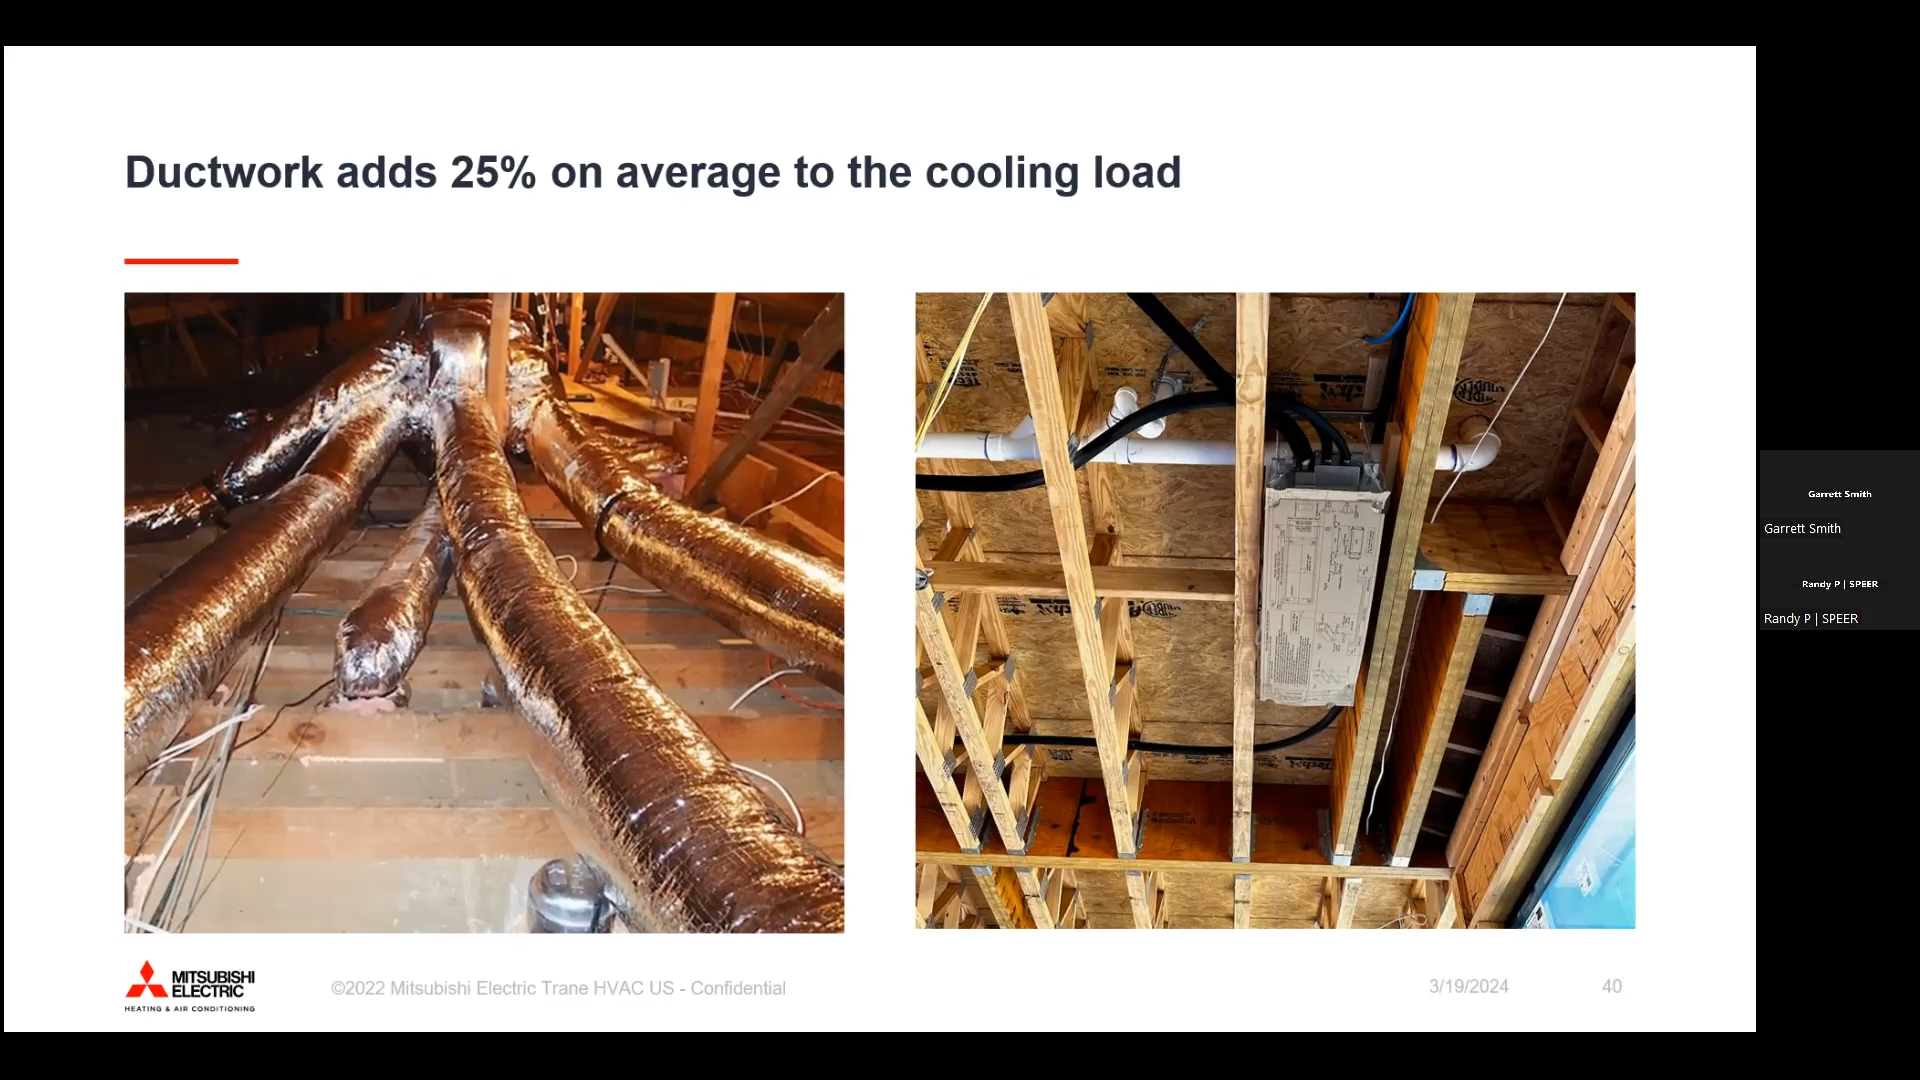 Ductwork adds 25% on average to the cooling load
MITSUBISHI
ELECTRIC
HEATING & AIR CONDITIONING
©2022 Mitsubishi Electric Trane HVAC US - Confidential
3/19/2024
40
Garrett Smith
Garrett Smith
Randy P | SPEER
Randy P | SPEER